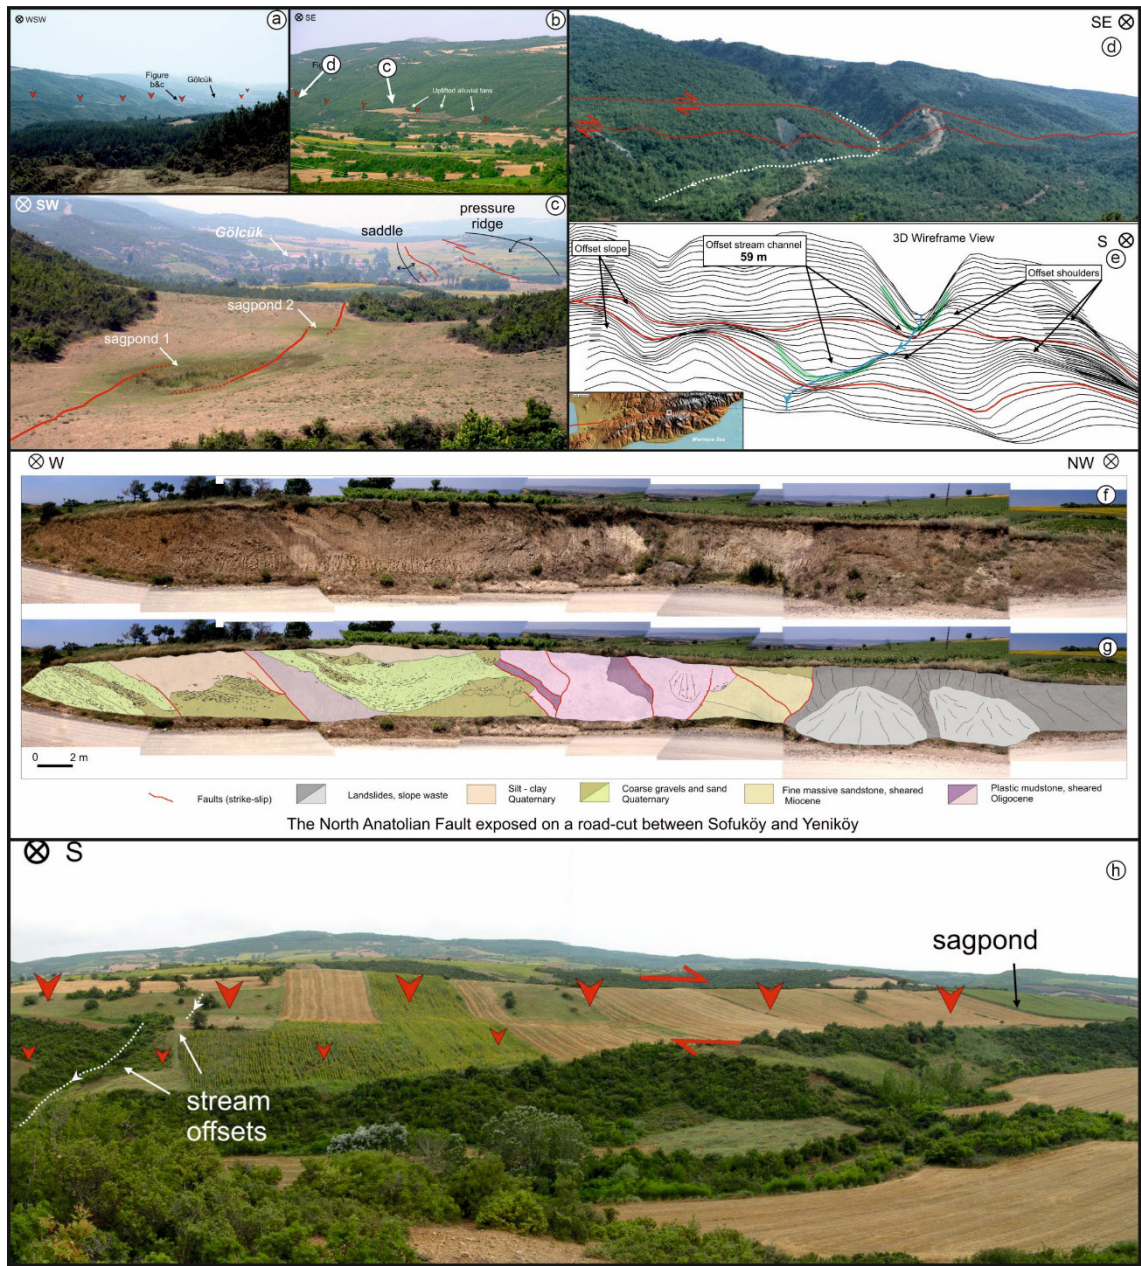 WSW
a
Figure
b&c
Gölcük
SE
b
d
c
Uplifted alluvial fans
SE
d
SW
c
Gölcük
saddle
pressure
ridge
sagpond 2
sagpond 1
3D Wireframe View
S
e
Offset slope
Offset stream channel
59 m
Offset shoulders
Marmara Sea
W
NW
f
g
0 2 m
Faults (strike-slip)
Landslides, slope waste
Silt - clay
Quaternary
Coarse gravels and sand
Quaternary
Fine massive sandstone, sheared
Miocene
Plastic mudstone, sheared
Oligocene
The North Anatolian Fault exposed on a road-cut between Sofuköy and Yeniköy
S
h
sagpond
stream
offsets